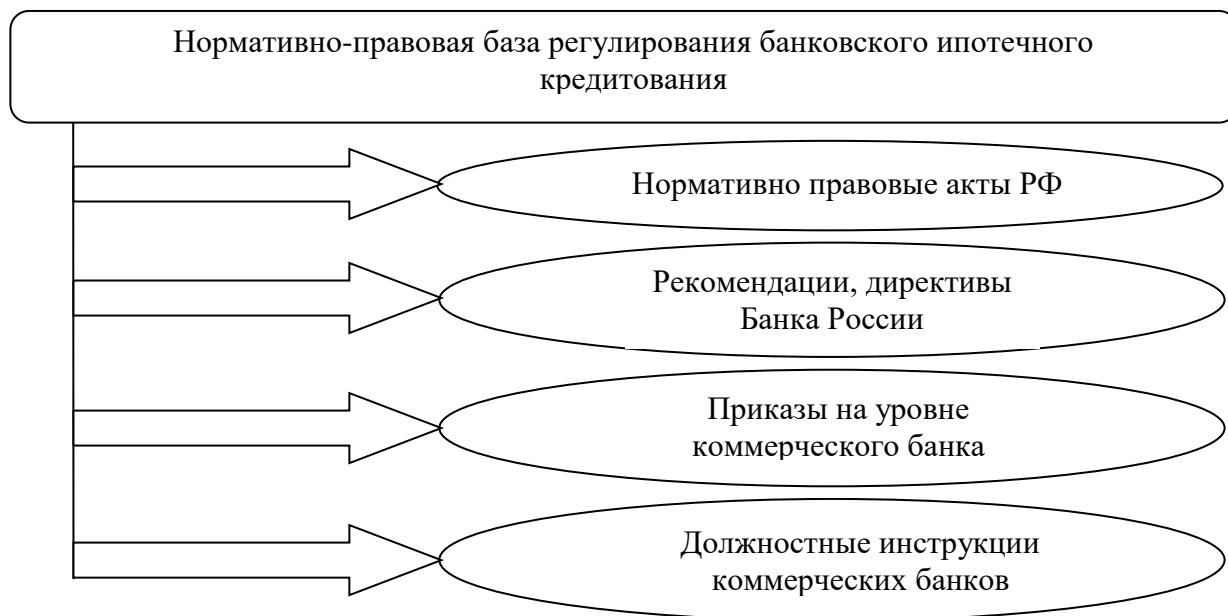 Нормативно-правовая база регулирования банковского ипотечного
кредитования
Нормативно правовые акты РФ
Рекомендации, директивы
Банка России
Приказы на уровне
коммерческого банка
Должностные инструкции
коммерческих банков